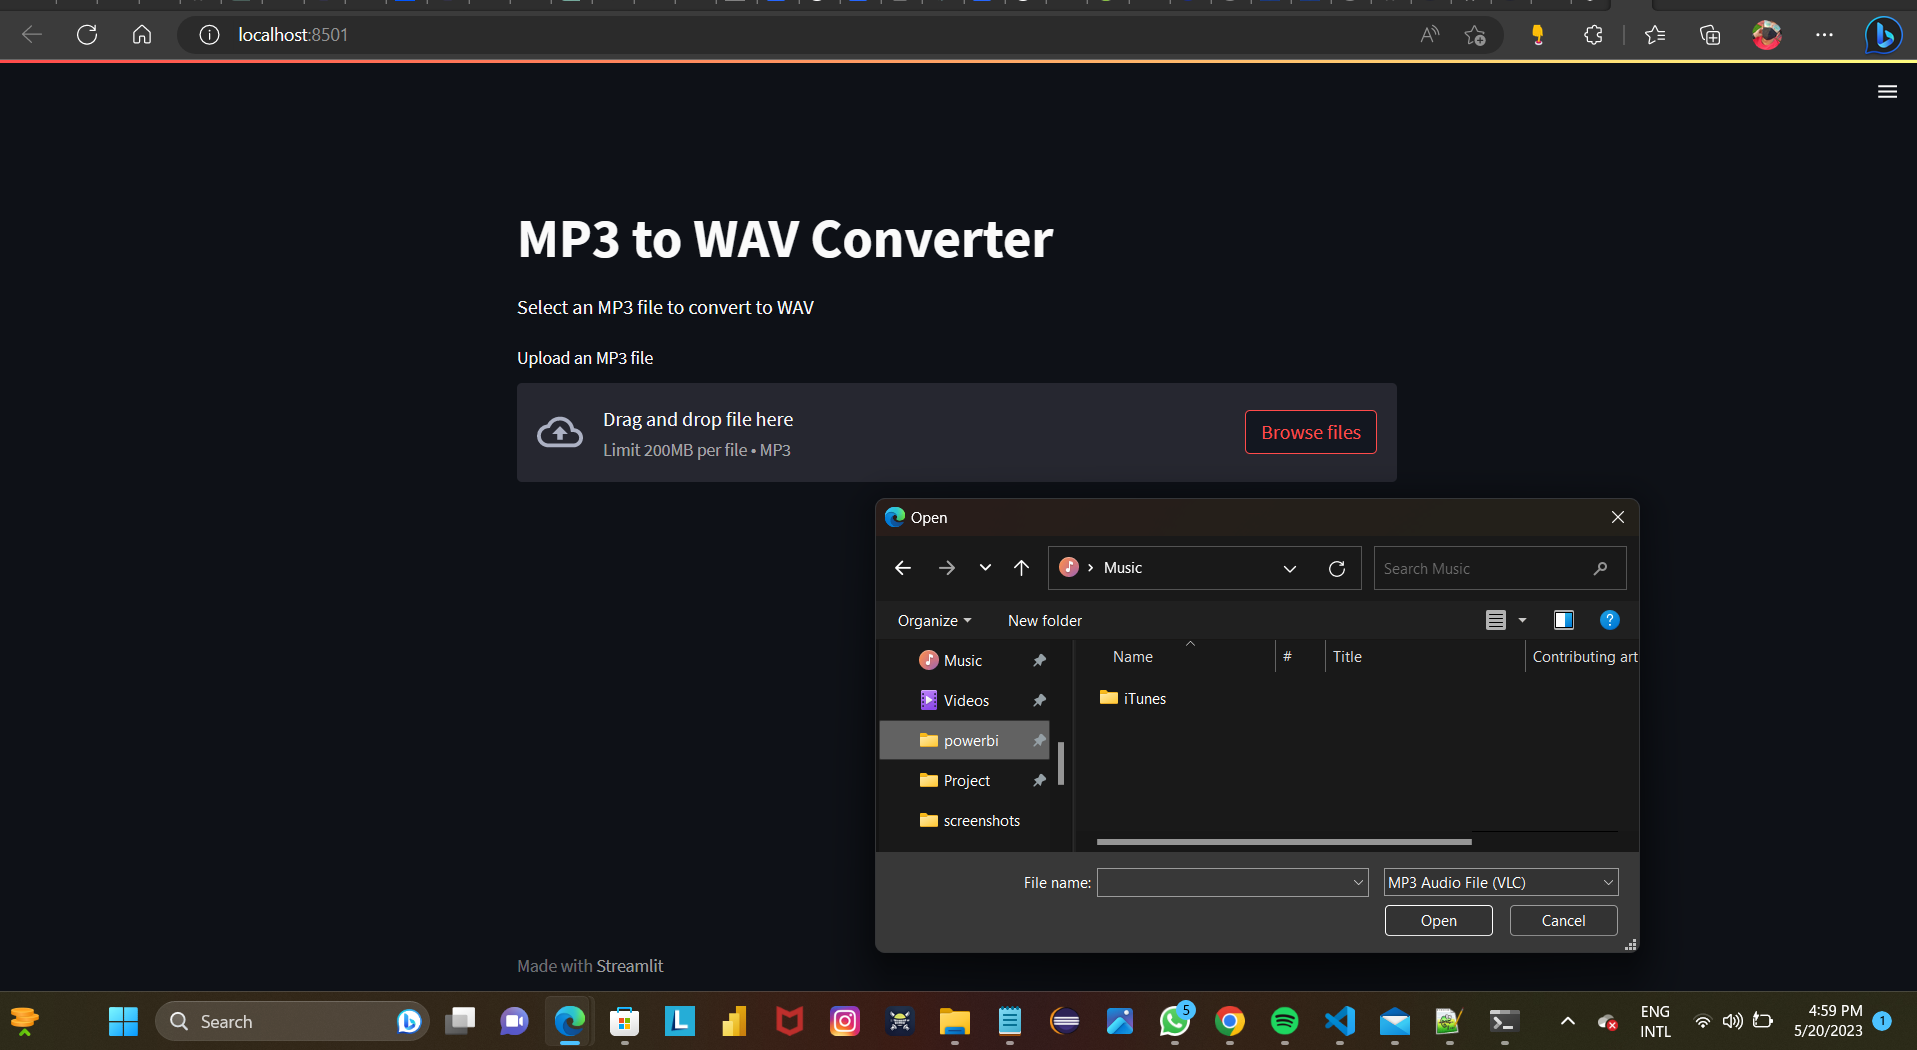 localhost:8501
MP3 to WAV Converter
Select an MP3 file to convert to WAV
Upload an MP3 file
Drag and drop file here
Limit 200MB per file • MP3
Browse files
Open
Music
Search Music
Organize
New folder
Music
Videos
powerbi
Project
screenshots
Name
#
Title
Contributing art
iTunes
File name:
MP3 Audio File (VLC)
Open
Cancel
Made with Streamlit
Search
L
5
ENG
INTL
4:59 PM
5/20/2023
1